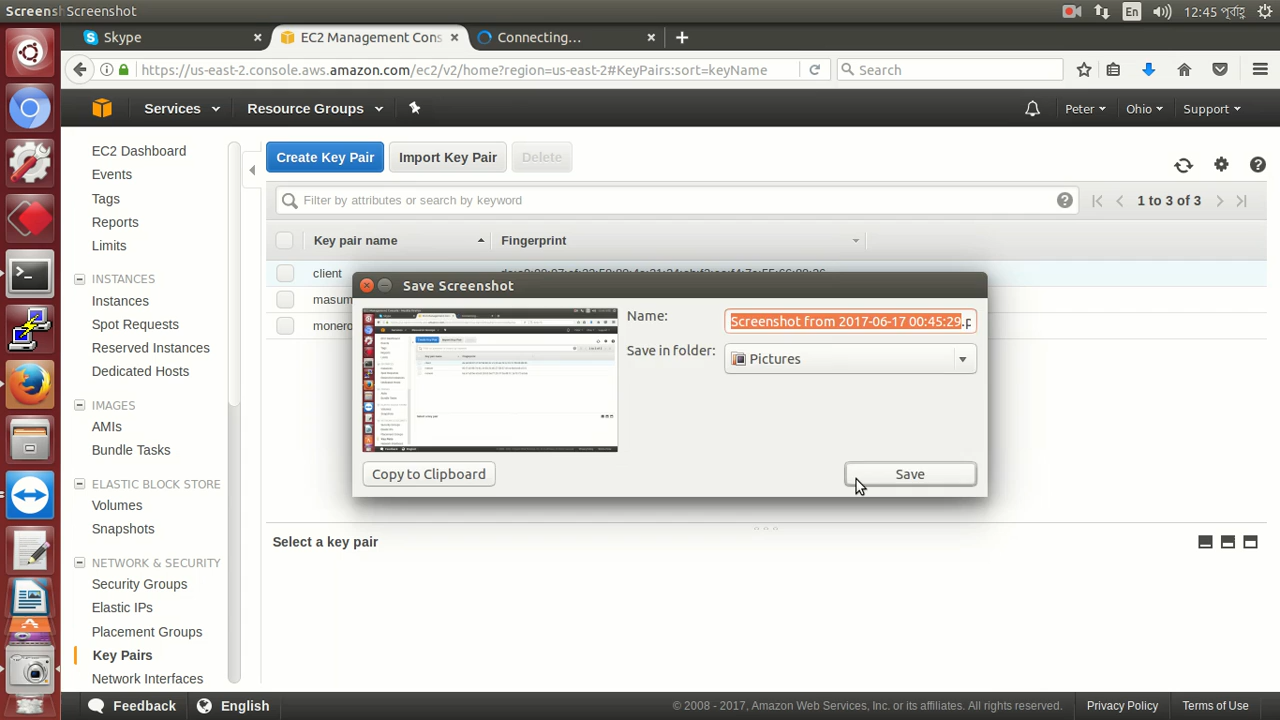 Screenshot
En
12:45 পূর্বাহ্ণ
Skype
EC2 Management Cons
Connecting…
https://us-east-2.console.aws.amazon.com/ec2/v2/home?region=us-east-2#KeyPairs:sort=keyName
Search
Services
Resource Groups
Peter
Ohio
Support
EC2 Dashboard
Events
Tags
Reports
Limits
INSTANCES
Instances
Spot Requests
Reserved Instances
Dedicated Hosts
IMAGES
AMIs
Bundle Tasks
ELASTIC BLOCK STORE
Volumes
Snapshots
NETWORK & SECURITY
Security Groups
Elastic IPs
Placement Groups
Key Pairs
Network Interfaces
Create Key Pair
Import Key Pair
Delete
Filter by attributes or search by keyword
1 to 3 of 3
Key pair name
Fingerprint
client
masum
Save Screenshot
Name:
Screenshot from 2017-06-17 00:45:29.p
Save in folder:
Pictures
Copy to Clipboard
Save
Select a key pair
Feedback
English
© 2008 - 2017, Amazon Web Services, Inc. or its affiliates. All rights reserved.
Privacy Policy
Terms of Use